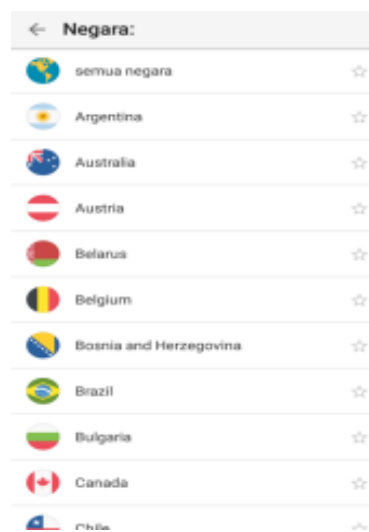 Negara:
semua negara
Argentina
Australia
Austria
Belarus
Belgium
Bosnia and Herzegovina
Brazil
Bulgaria
Canada
Chile